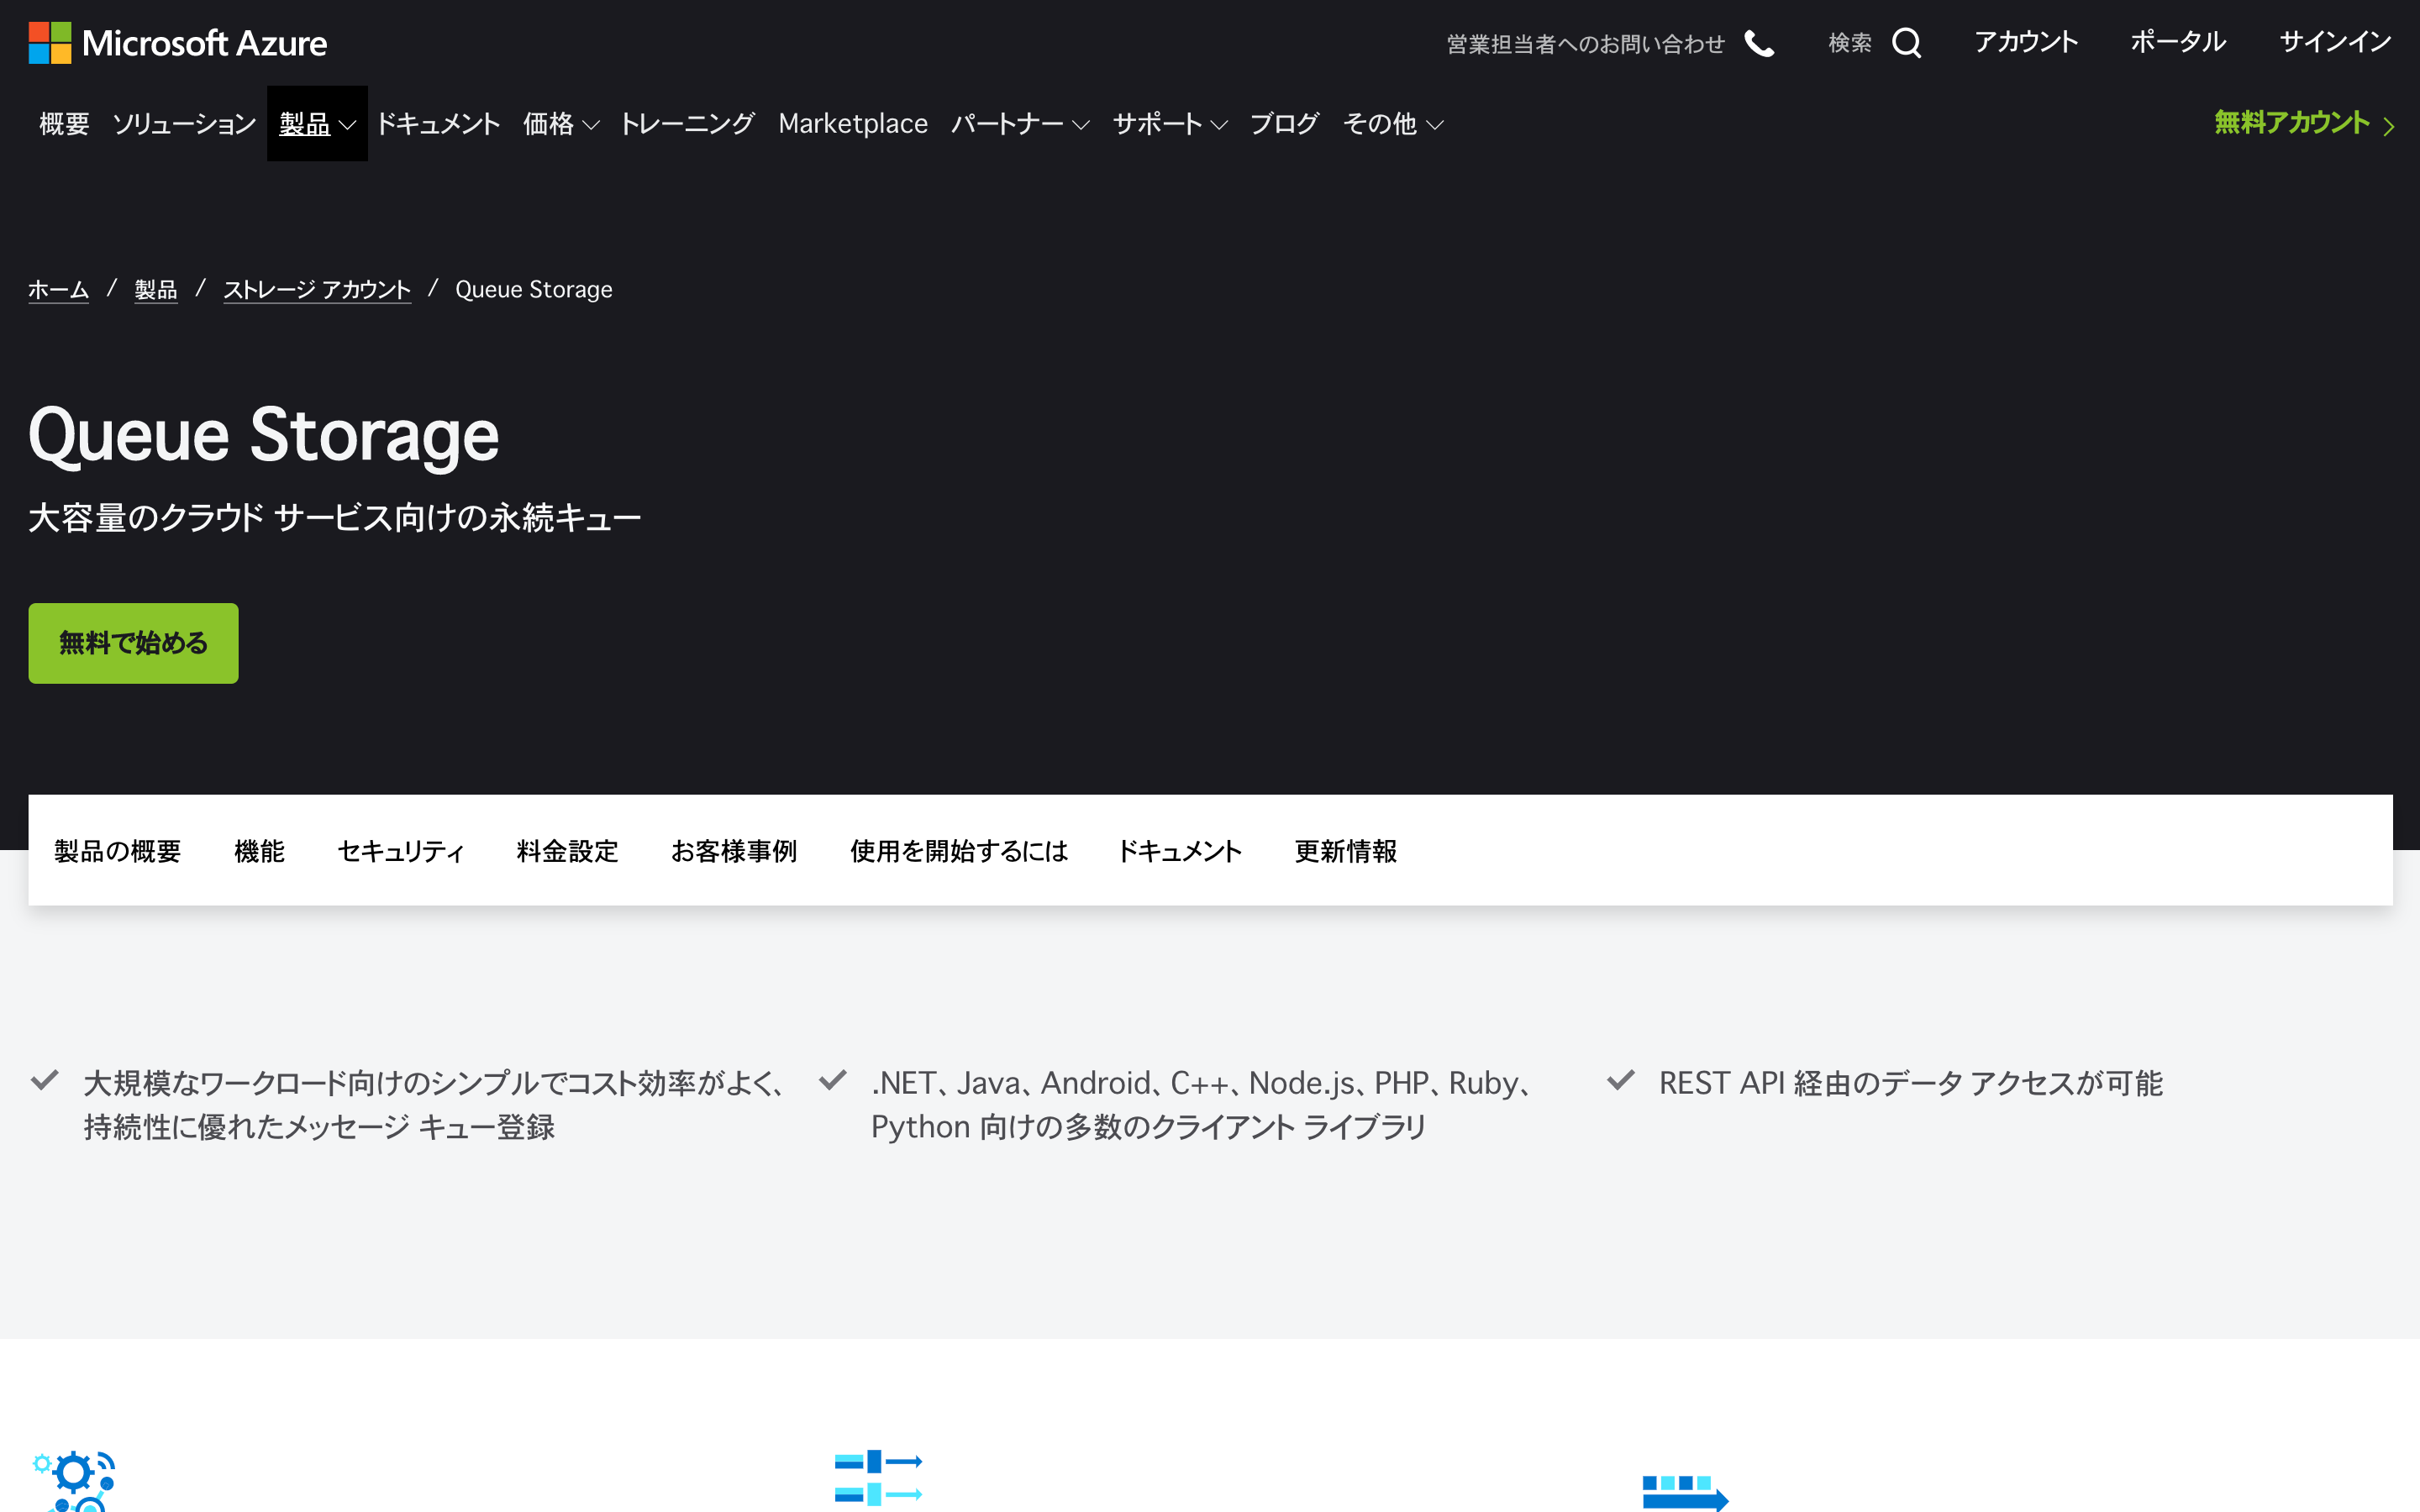 Microsoft Azure
営業担当者へのお問い合わせ 検索 アカウント ポータル サインイン
概要 ソリューション 製品 ドキュメント 価格 トレーニング Marketplace パートナー サポート ブログ その他 無料アカウント
ホーム / 製品 / ストレージ アカウント / Queue Storage
Queue Storage
大容量のクラウド サービス向けの永続キュー
無料で始める
製品の概要 機能 セキュリティ 料金設定 お客様事例 使用を開始するには ドキュメント 更新情報
大規模なワークロード向けのシンプルでコスト効率がよく、
持続性に優れたメッセージ キュー登録
.NET、Java、Android、C++、Node.js、PHP、Ruby、
Python 向けの多数のクライアント ライブラリ
REST API 経由のデータ アクセスが可能